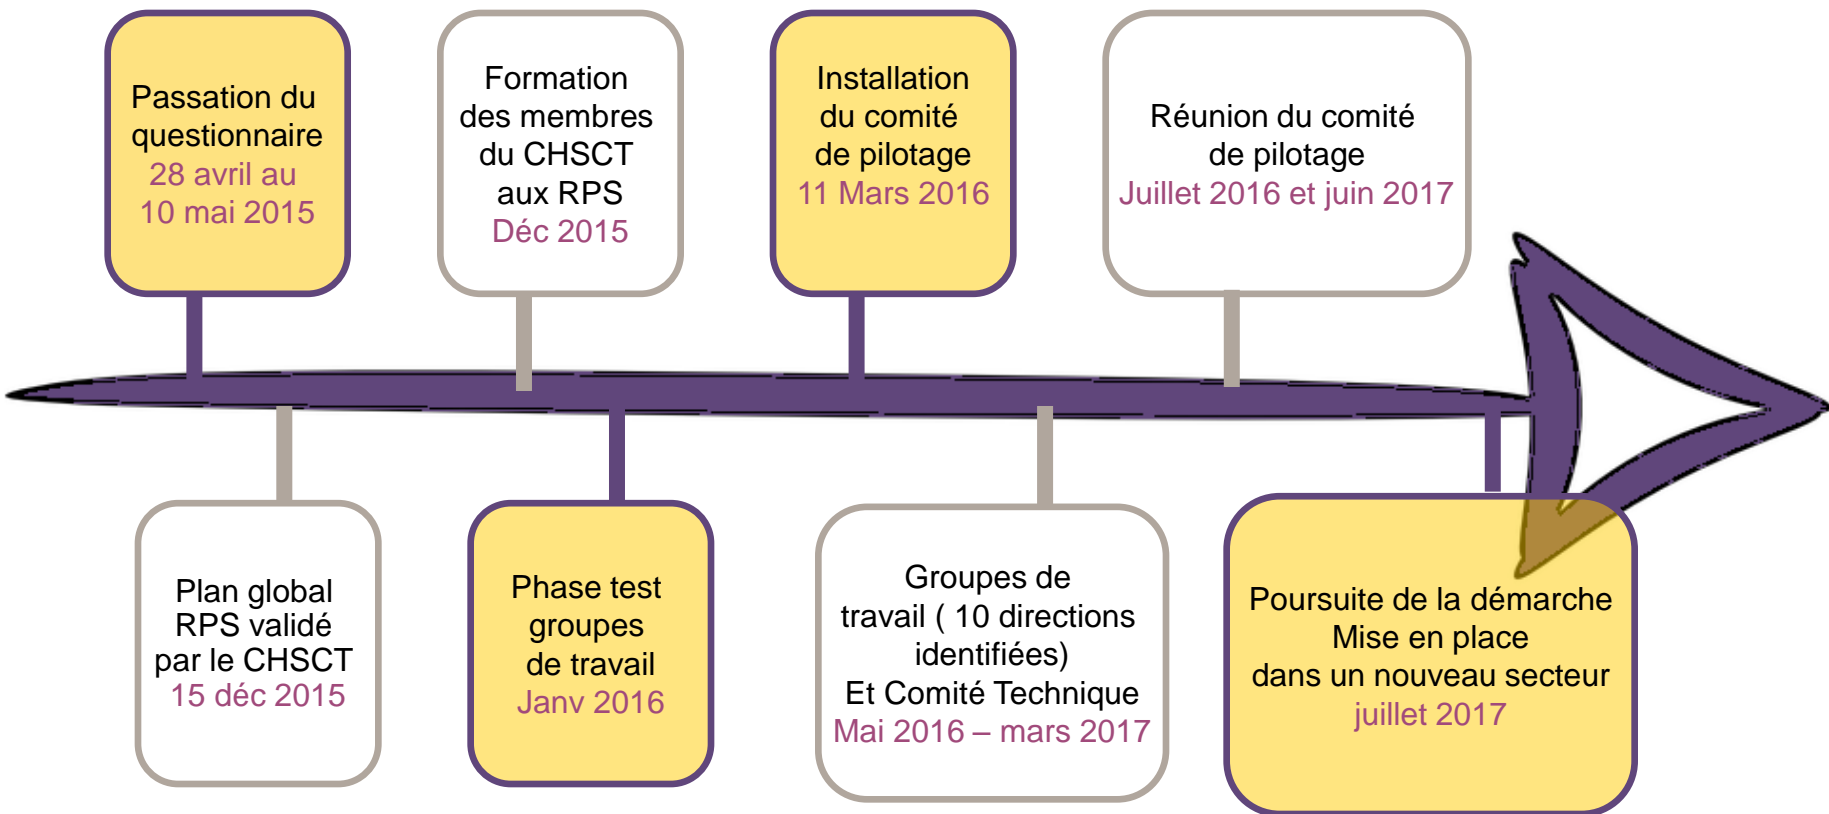 Passation du
questionnaire
28 avril au
10 mai 2015
Formation
des membres
du CHSCT
aux RPS
Déc 2015
Installation
du comité
de pilotage
11 Mars 2016
Réunion du comité
de pilotage
Juillet 2016 et juin 2017
Plan global
RPS validé
par le CHSCT
15 déc 2015
Phase test
groupes
de travail
Janv 2016
Groupes de
travail ( 10 directions
identifiées)
Et Comité Technique
Mai 2016 – mars 2017
Poursuite de la démarche
Mise en place
dans un nouveau secteur
juillet 2017